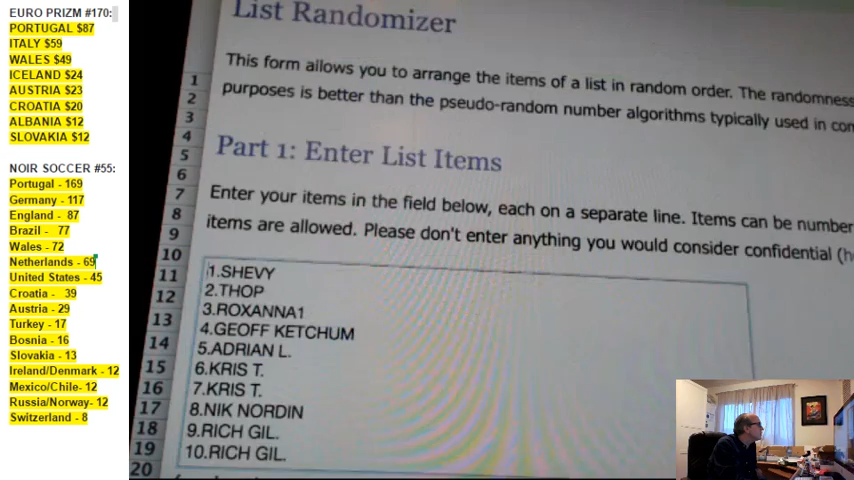 EURO PRIZM #170:
PORTUGAL $87
ITALY $59
WALES $49
ICELAND $24
AUSTRIA $23
CROATIA $20
ALBANIA $12
SLOVAKIA $12
NOIR SOCCER #55:
Portugal - 169
Germany - 117
England - 87
Brazil - 77
Wales - 72
Netherlands - 69
United States - 45
Croatia - 39
Austria - 29
Turkey - 17
Bosnia - 16
Slovakia - 13
Ireland/Denmark - 12
Mexico/Chile- 12
Russia/Norway- 12
Switzerland - 8
List Randomizer
This form allows you to arrange the items of a list in random order. The randomness
purposes is better than the pseudo-random number algorithms typically used in com
Part 1: Enter List Items
Enter your items in the field below, each on a separate line. Items can be number
items are allowed. Please don't enter anything you would consider confidential (h
1.SHEVY
2.THOP
3.ROXANNA1
4.GEOFF KETCHUM
5.ADRIAN L.
6.KRIS T.
7.KRIS T.
8.NIK NORDIN
9.RICH GIL.
10.RICH GIL.
1
2
3
4
5
6
7
8
9
10
11
12
13
14
15
16
17
18
19
20